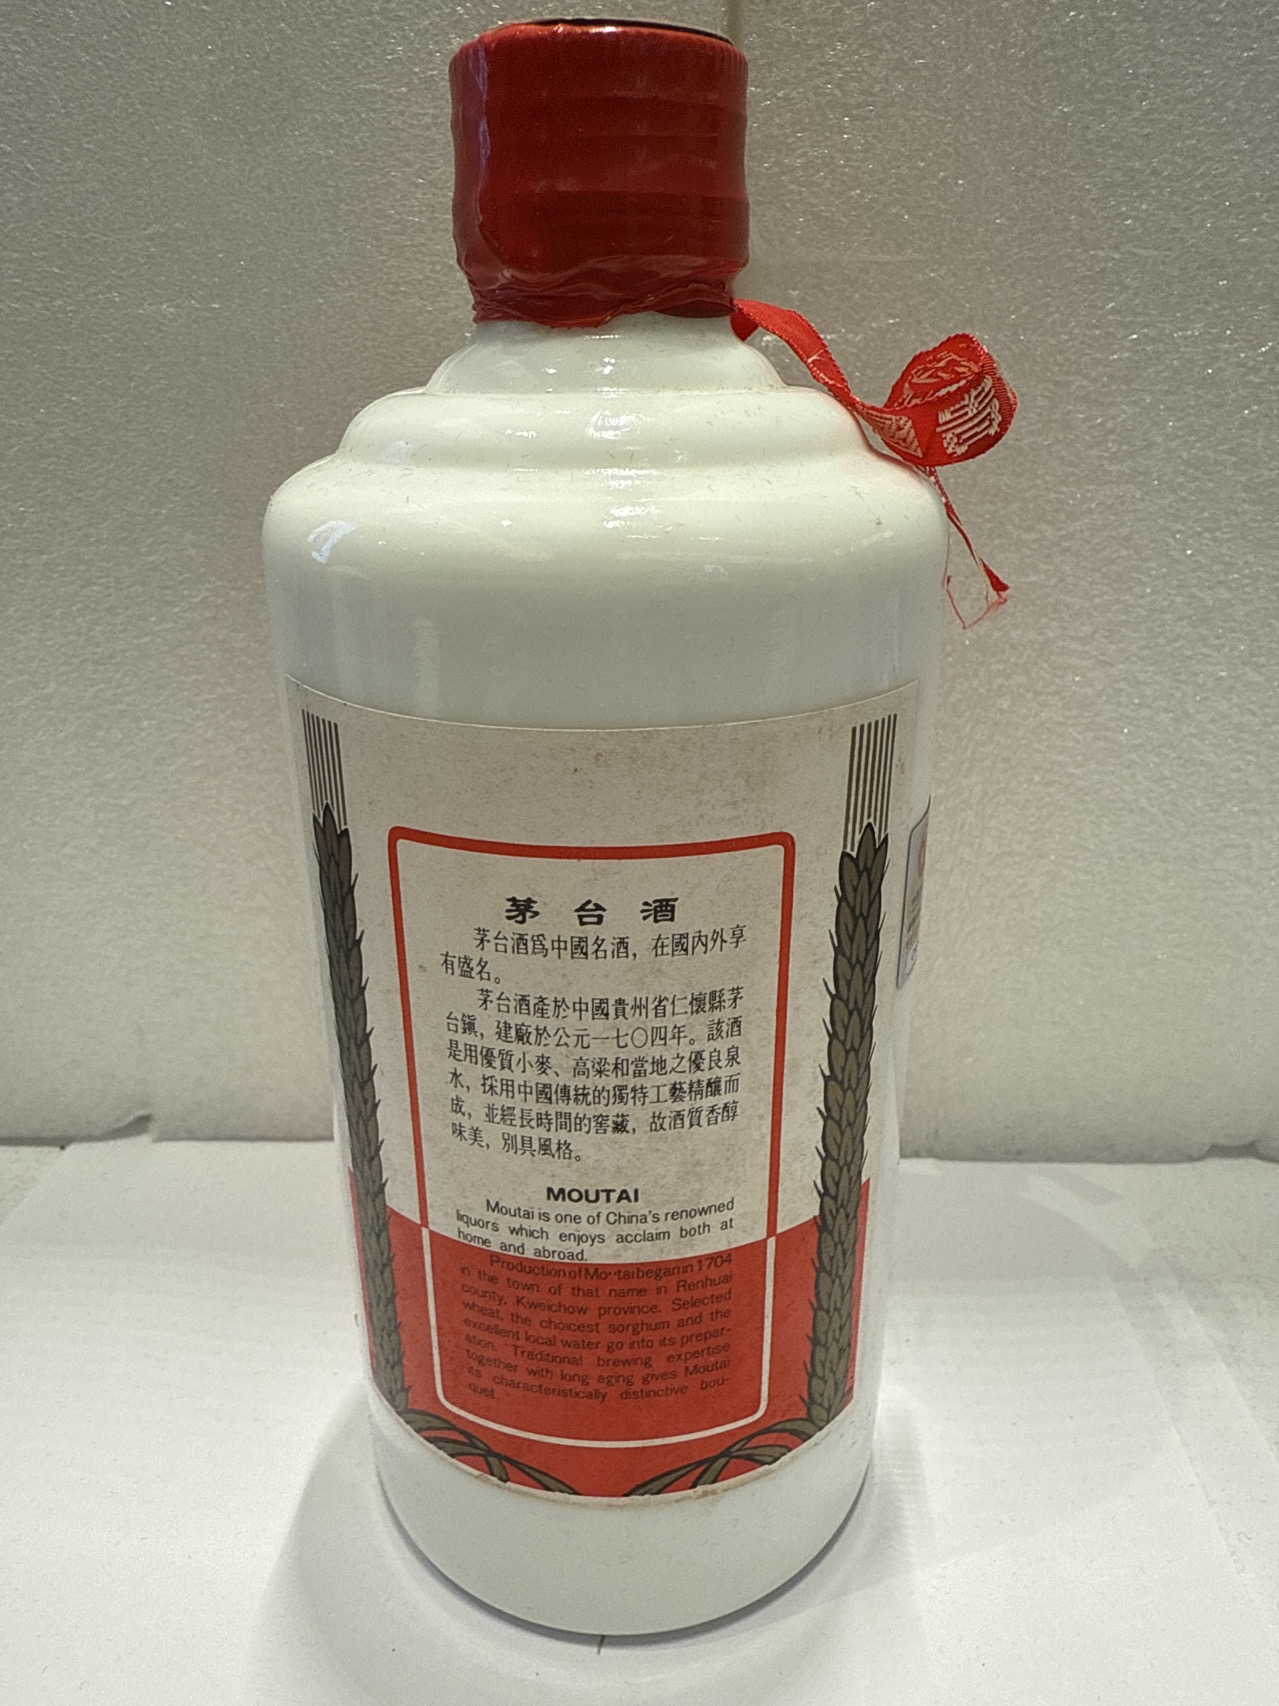 茅台酒
茅台酒爲中國名酒，在國內外享
有盛名。
茅台酒產於中國貴州省仁懷縣茅
台鎮，建廠於公元一七〇四年。該酒
是用優質小麥、高粱和當地之優良泉
水，採用中國傳統的獨特工藝精釀而
成，並經長時間的窖藏，故酒質香醇
味美，別具風格。
MOUTAI
Moutai is one of China's renowned
liquors which enjoys acclaim both at
home and abroad.
Production of Moutai began in 1704
in the town of that name in Renhuai
county, Kweichow province. Selected
wheat, the choicest sorghum and the
excellent local water go into its prepar-
ation. Traditional brewing expertise
together with long aging gives Moutai
its characteristically distinctive bou-
quet.